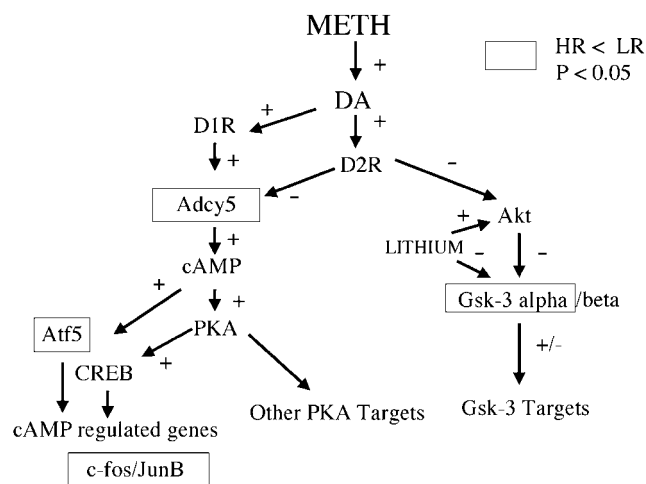 METH
HR < LR
P < 0.05
+
DA
+
+
D1R
+
D2R
-
-
Adcy5
+
Akt
+
LITHIUM
-
-
cAMP
+
+
Gsk-3 alpha/beta
Atf5
PKA
+
+/-
CREB
Other PKA Targets
Gsk-3 Targets
cAMP regulated genes
c-fos/JunB